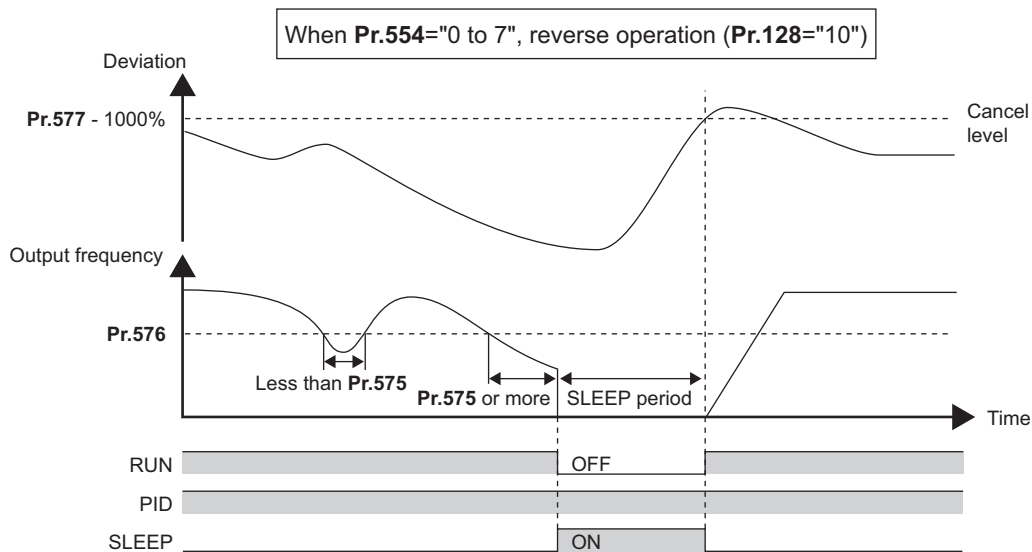 When Pr.554="0 to 7", reverse operation (Pr.128="10")
Deviation
Pr.577 - 1000%
Cancel
level
Output frequency
Pr.576
Less than Pr.575
Pr.575 or more
SLEEP period
Time
RUN
OFF
PID
SLEEP
ON